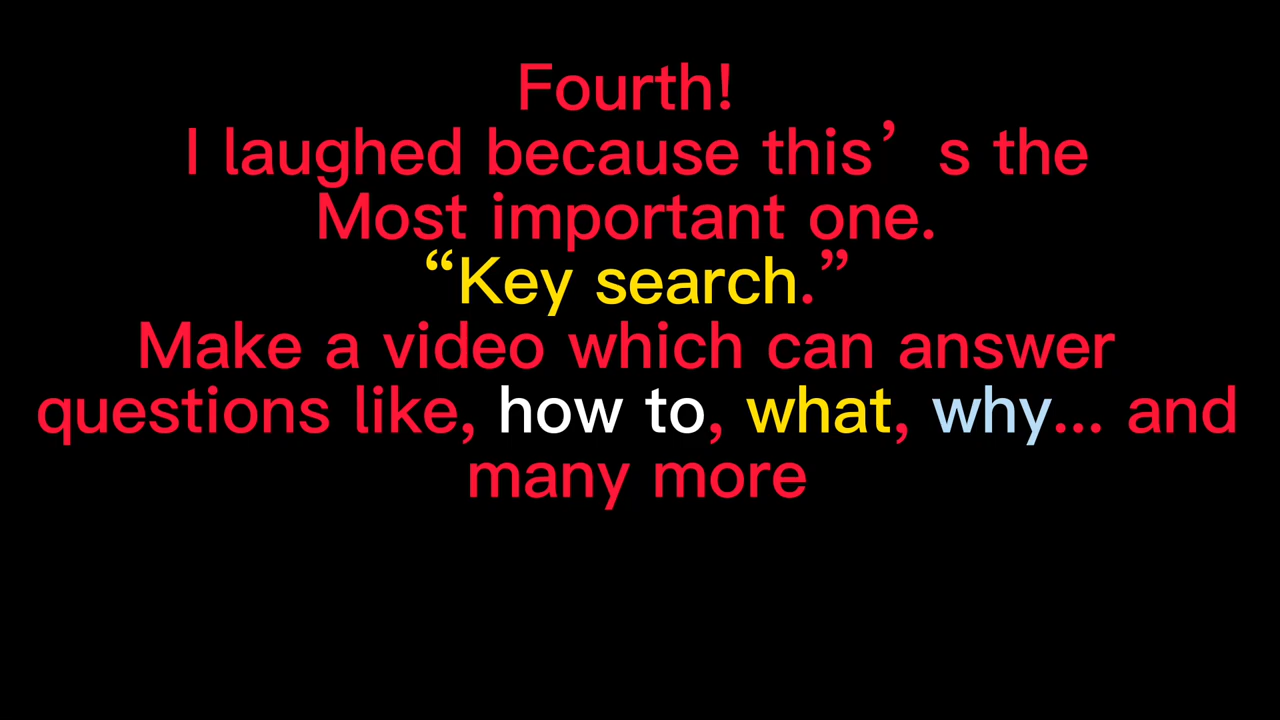 Fourth!
I laughed because this’s the
Most important one.
“Key search.”
Make a video which can answer
questions like, how to, what, why... and
many more